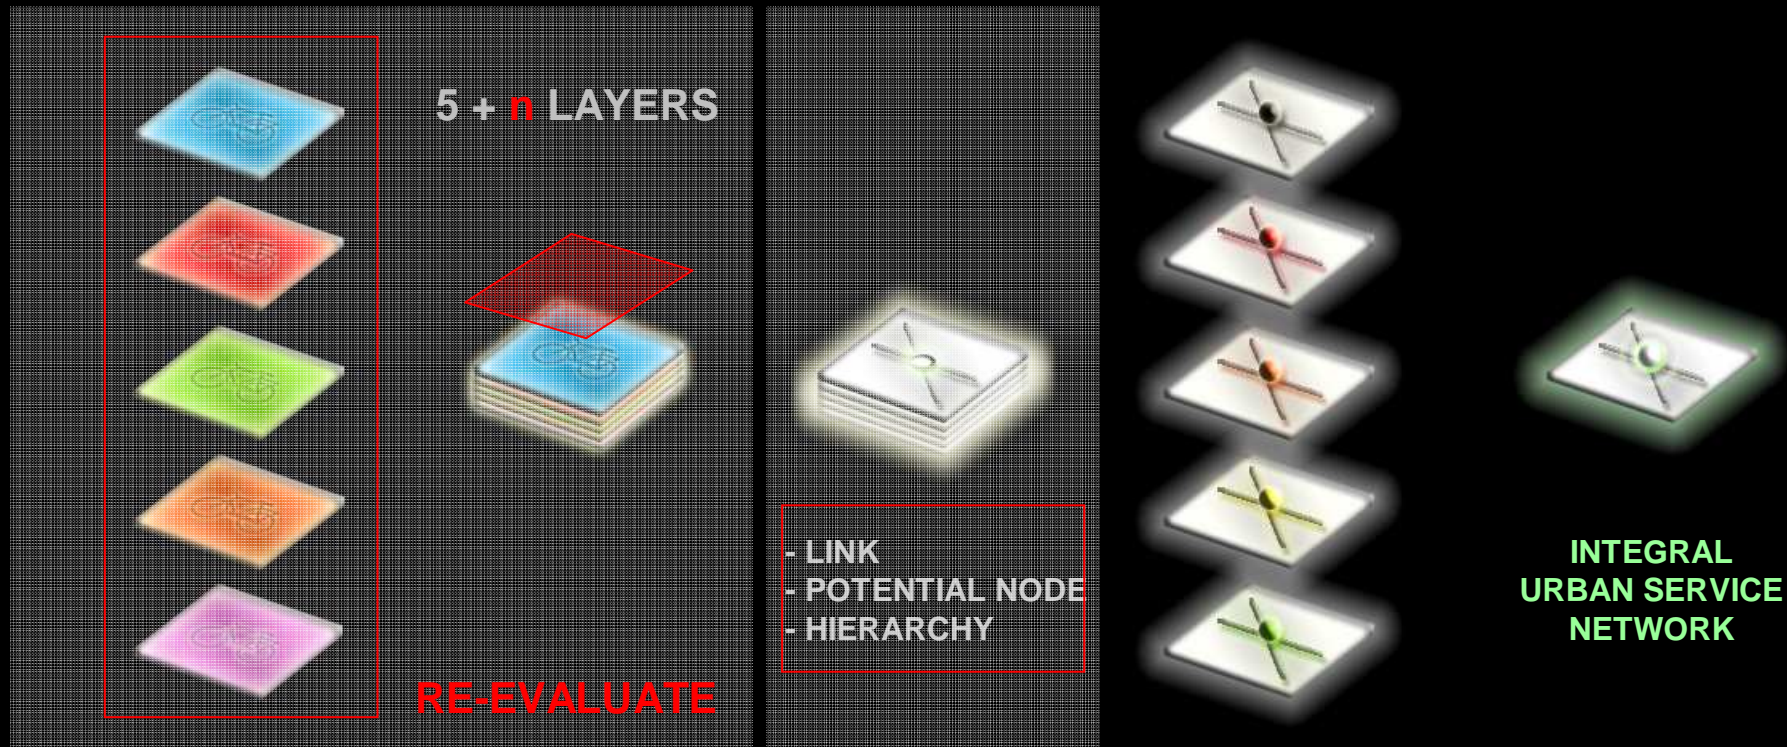 5 + n LAYERS
RE-EVALUATE
- LINK
- POTENTIAL NODE
- HIERARCHY
INTEGRAL
URBAN SERVICE
NETWORK